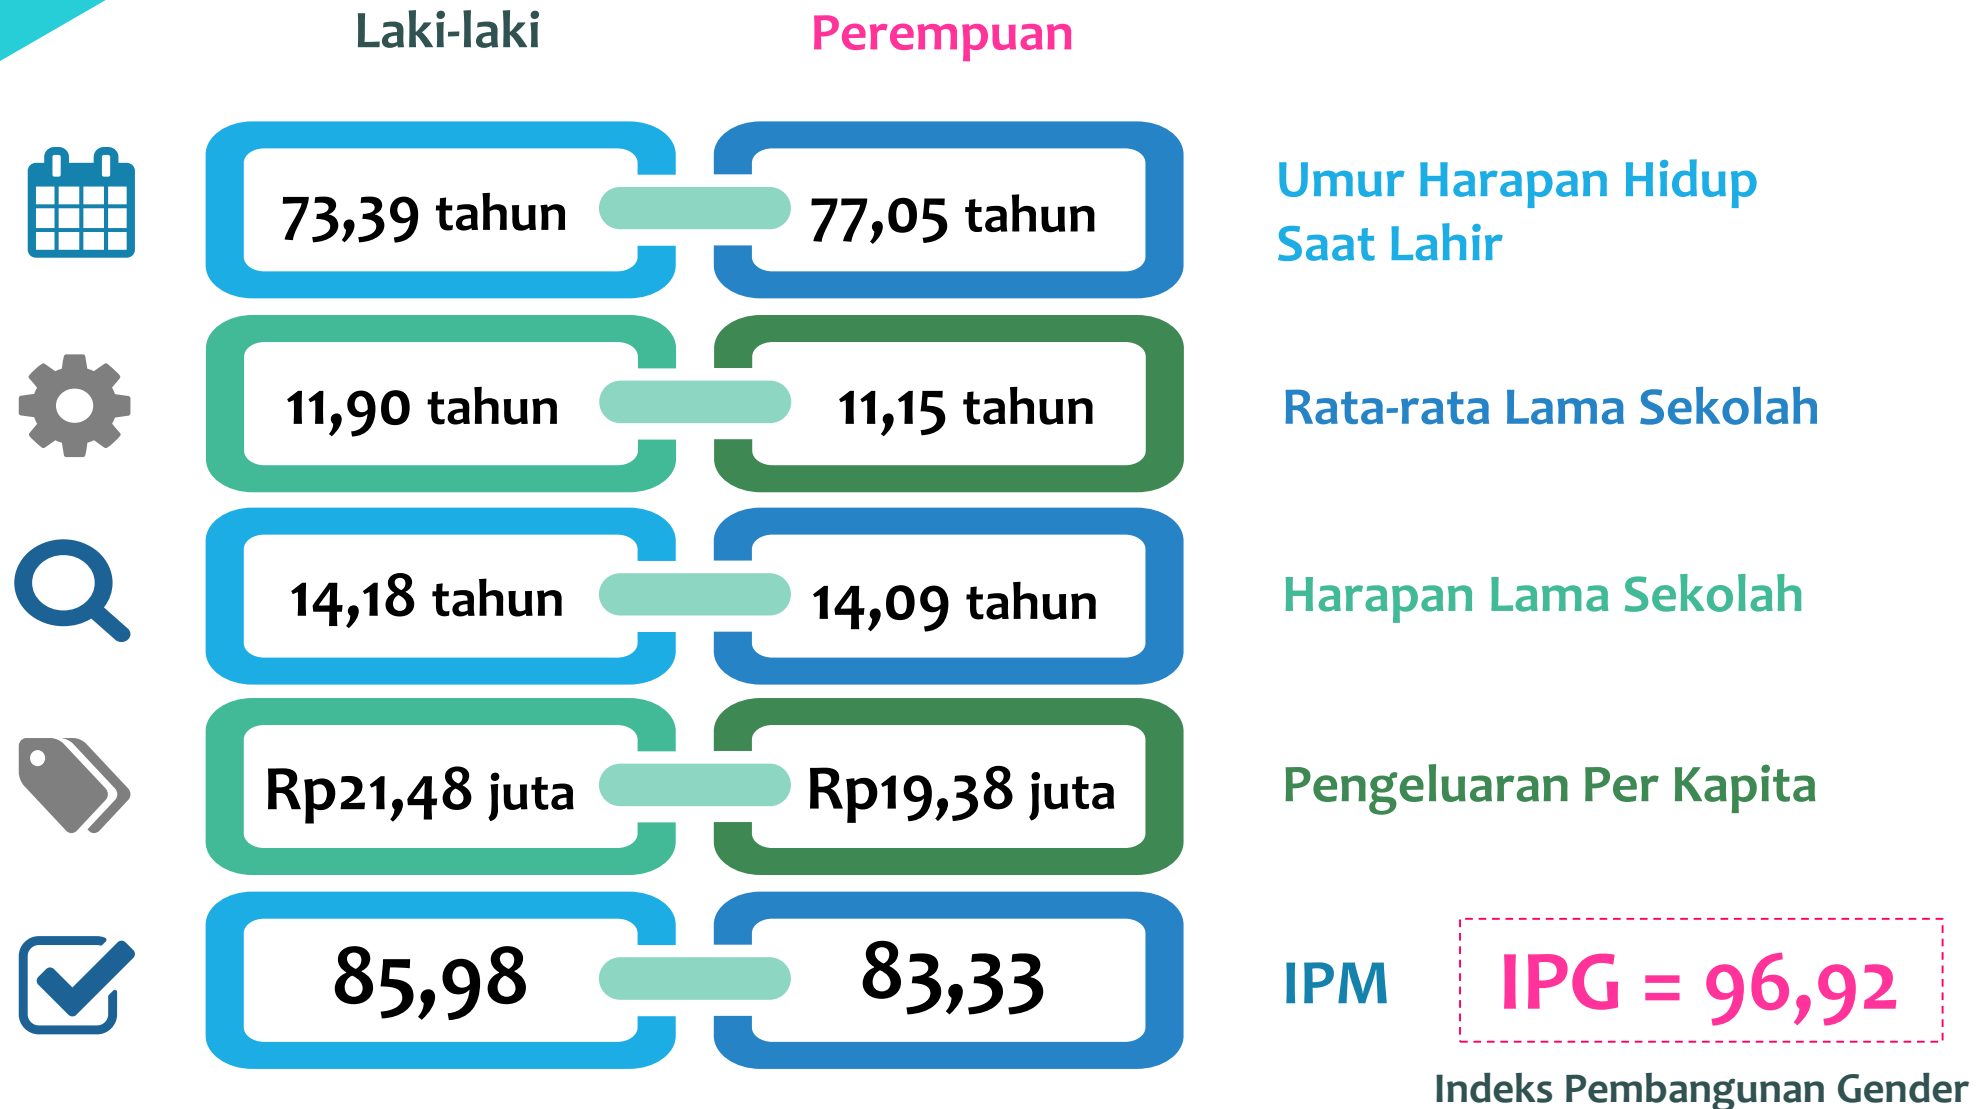 Laki-laki
Perempuan
73,39 tahun
77,05 tahun
Umur Harapan Hidup
Saat Lahir
11,90 tahun
11,15 tahun
Rata-rata Lama Sekolah
14,18 tahun
14,09 tahun
Harapan Lama Sekolah
Rp21,48 juta
Rp19,38 juta
Pengeluaran Per Kapita
85,98
83,33
IPM
IPG = 96,92
Indeks Pembangunan Gender